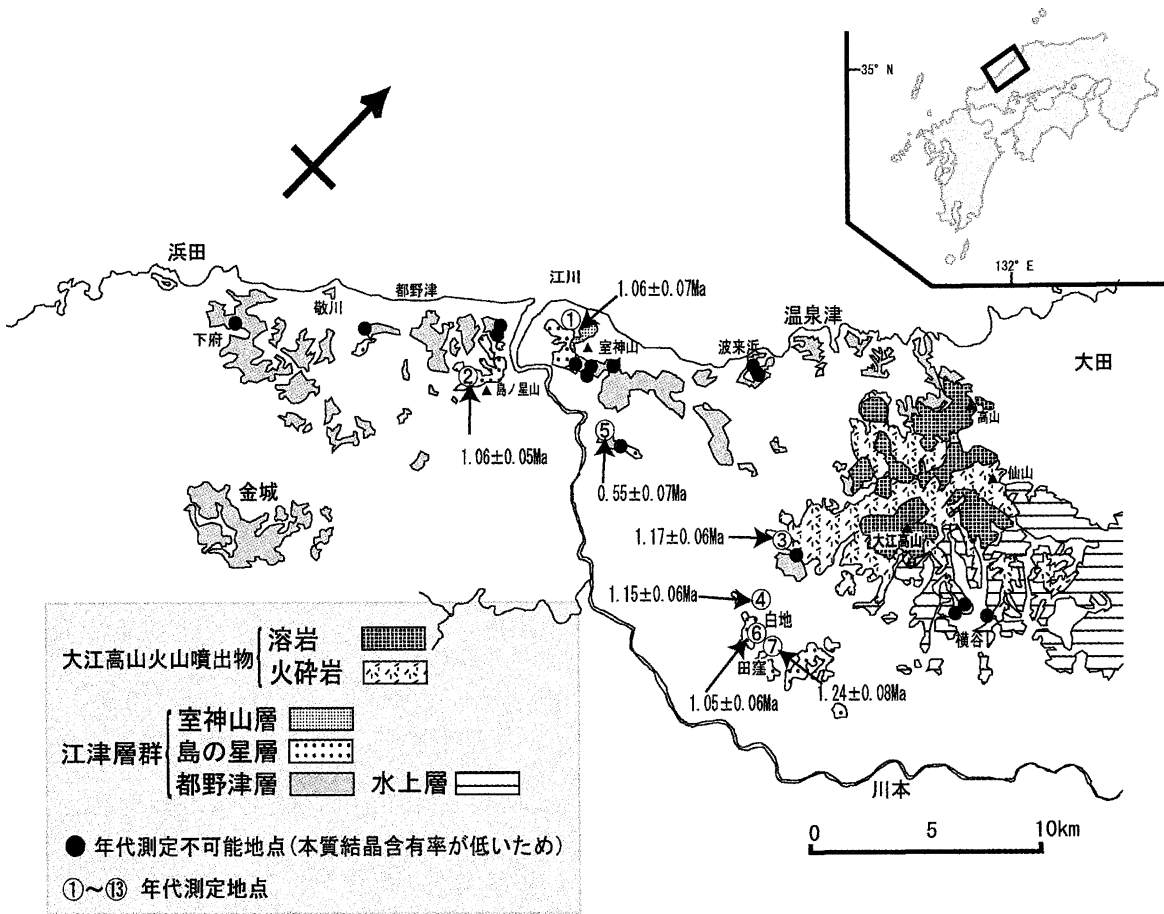 35° N
132° E
浜田
江川
都野津
敬川
下府
1.06±0.07Ma
①
室神山
温泉津
波来浜
大田
高山
②
島ノ星山
1.06±0.05Ma
⑤
0.55±0.07Ma
仙山
金城
1.17±0.06Ma
③
大江高山
1.15±0.06Ma
④
白地
⑥
⑦
田窪
横谷
1.05±0.06Ma
1.24±0.08Ma
川本
大江高山火山噴出物
溶岩
火砕岩
江津層群
室神山層
島の星層
都野津層
水上層
● 年代測定不可能地点(本質結晶含有率が低いため)
①～⑬ 年代測定地点
0 5 10km